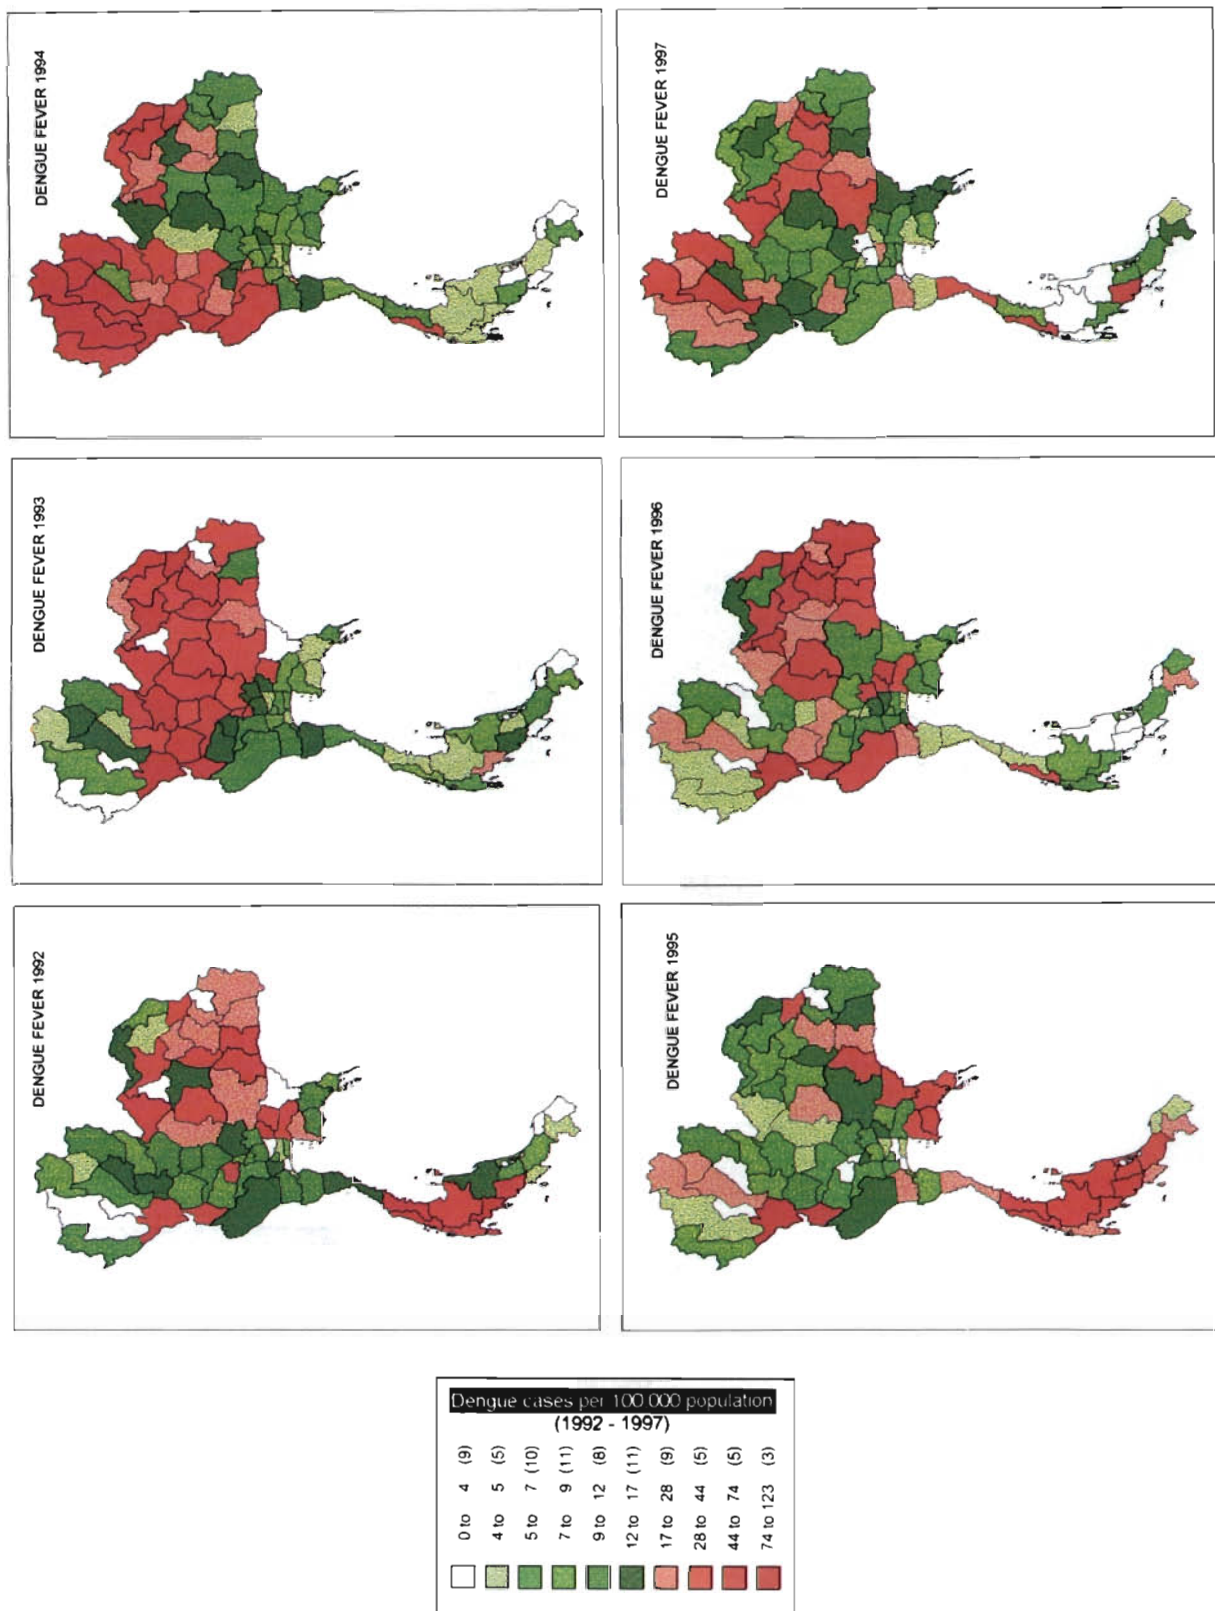 DENGUE FEVER 1994
DENGUE FEVER 1997
DENGUE FEVER 1993
DENGUE FEVER 1996
DENGUE FEVER 1992
DENGUE FEVER 1995
Dengue cases per 100 000 population
(1992 - 1997)
0 to 4 (9)
4 to 5 (5)
5 to 7 (10)
7 to 9 (11)
9 to 12 (8)
12 to 17 (11)
17 to 28 (9)
28 to 44 (5)
44 to 74 (5)
74 to 123 (3)